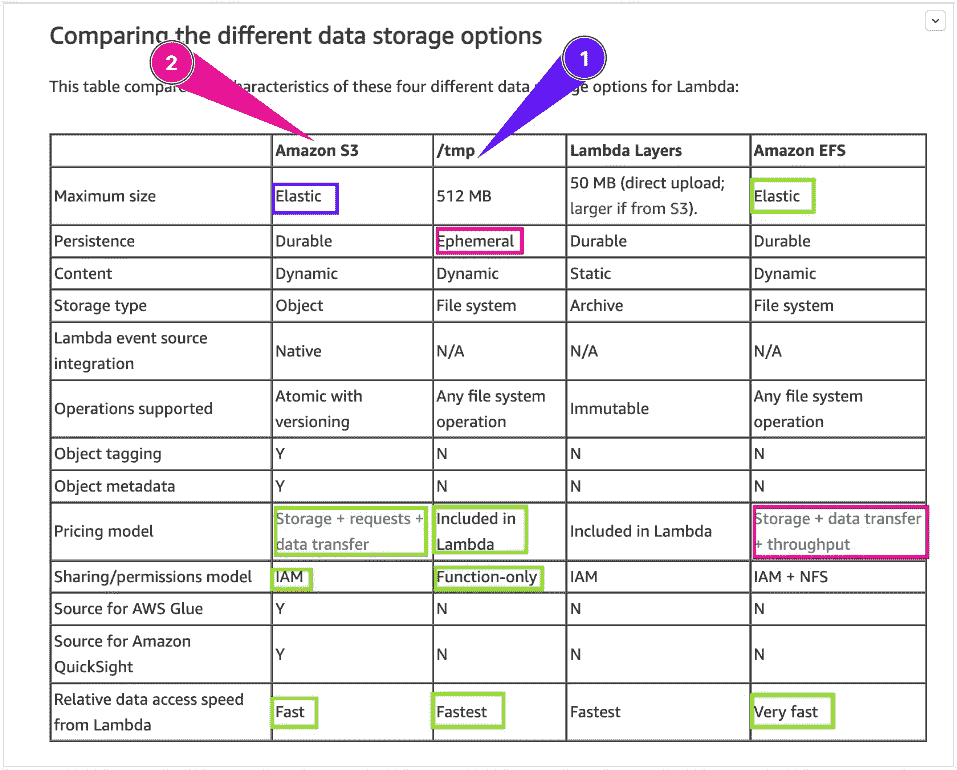 Comparing the different data storage options
2
1
This table compare haracteristics of these four different data options for Lambda:
Amazon S3 /tmp Lambda Layers Amazon EFS
Maximum size Elastic 512 MB 50 MB (direct upload; larger if from S3). Elastic
Persistence Durable Ephemeral Durable Durable
Content Dynamic Dynamic Static Dynamic
Storage type Object File system Archive File system
Lambda event source integration Native N/A N/A N/A
Operations supported Atomic with versioning Any file system operation Immutable Any file system operation
Object tagging Y N N N
Object metadata Y N N N
Pricing model Storage + requests + data transfer Included in Lambda Included in Lambda Storage + data transfer + throughput
Sharing/permissions model IAM Function-only IAM IAM + NFS
Source for AWS Glue Y N N N
Source for Amazon QuickSight Y N N N
Relative data access speed from Lambda Fast Fastest Fastest Very fast